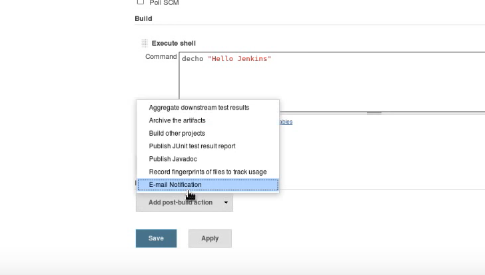 Poll SCM
Build
Execute shell
Command decho "Hello Jenkins"
Aggregate downstream test results
Archive the artifacts
Build other projects
Publish JUnit test result report
Publish Javadoc
Record fingerprints of files to track usage
E-mail Notification
Add post-build action
Save Apply